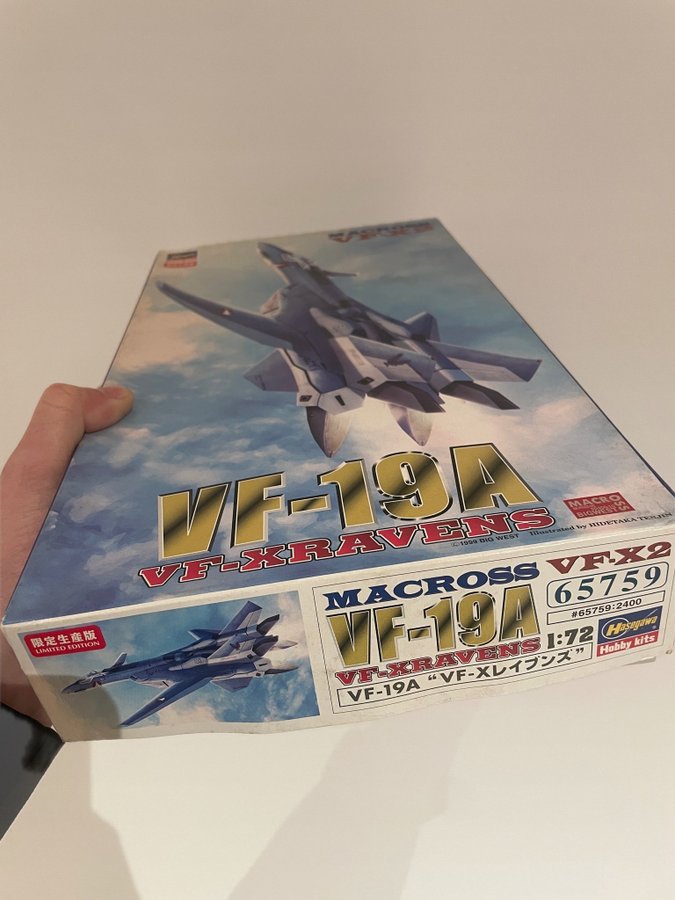 MACROSS
VF-X2
VF-19A
VF-XRAVENS
©1999 BIG WEST
Illustrated by HIDETAKA TENJIN
MACROSS
BIGWEST
限定生産版
LIMITED EDITION
MACROSS VF-X2
VF-19A
VF-XRAVENS
1:72
65759
#65759:2400
Hasegawa
Hobby kits
VF-19A “VF-Xレイブンズ”